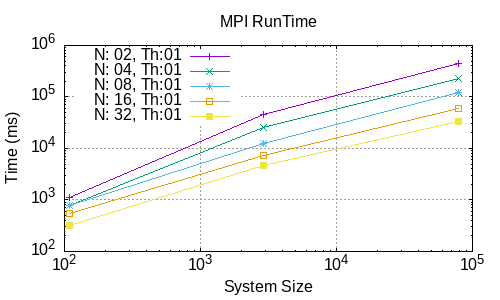 MPI RunTime
10^6
10^5
10^4
10^3
10^2
Time (ms)
N: 02, Th:01
N: 04, Th:01
N: 08, Th:01
N: 16, Th:01
N: 32, Th:01
10^2 10^3 10^4 10^5
System Size